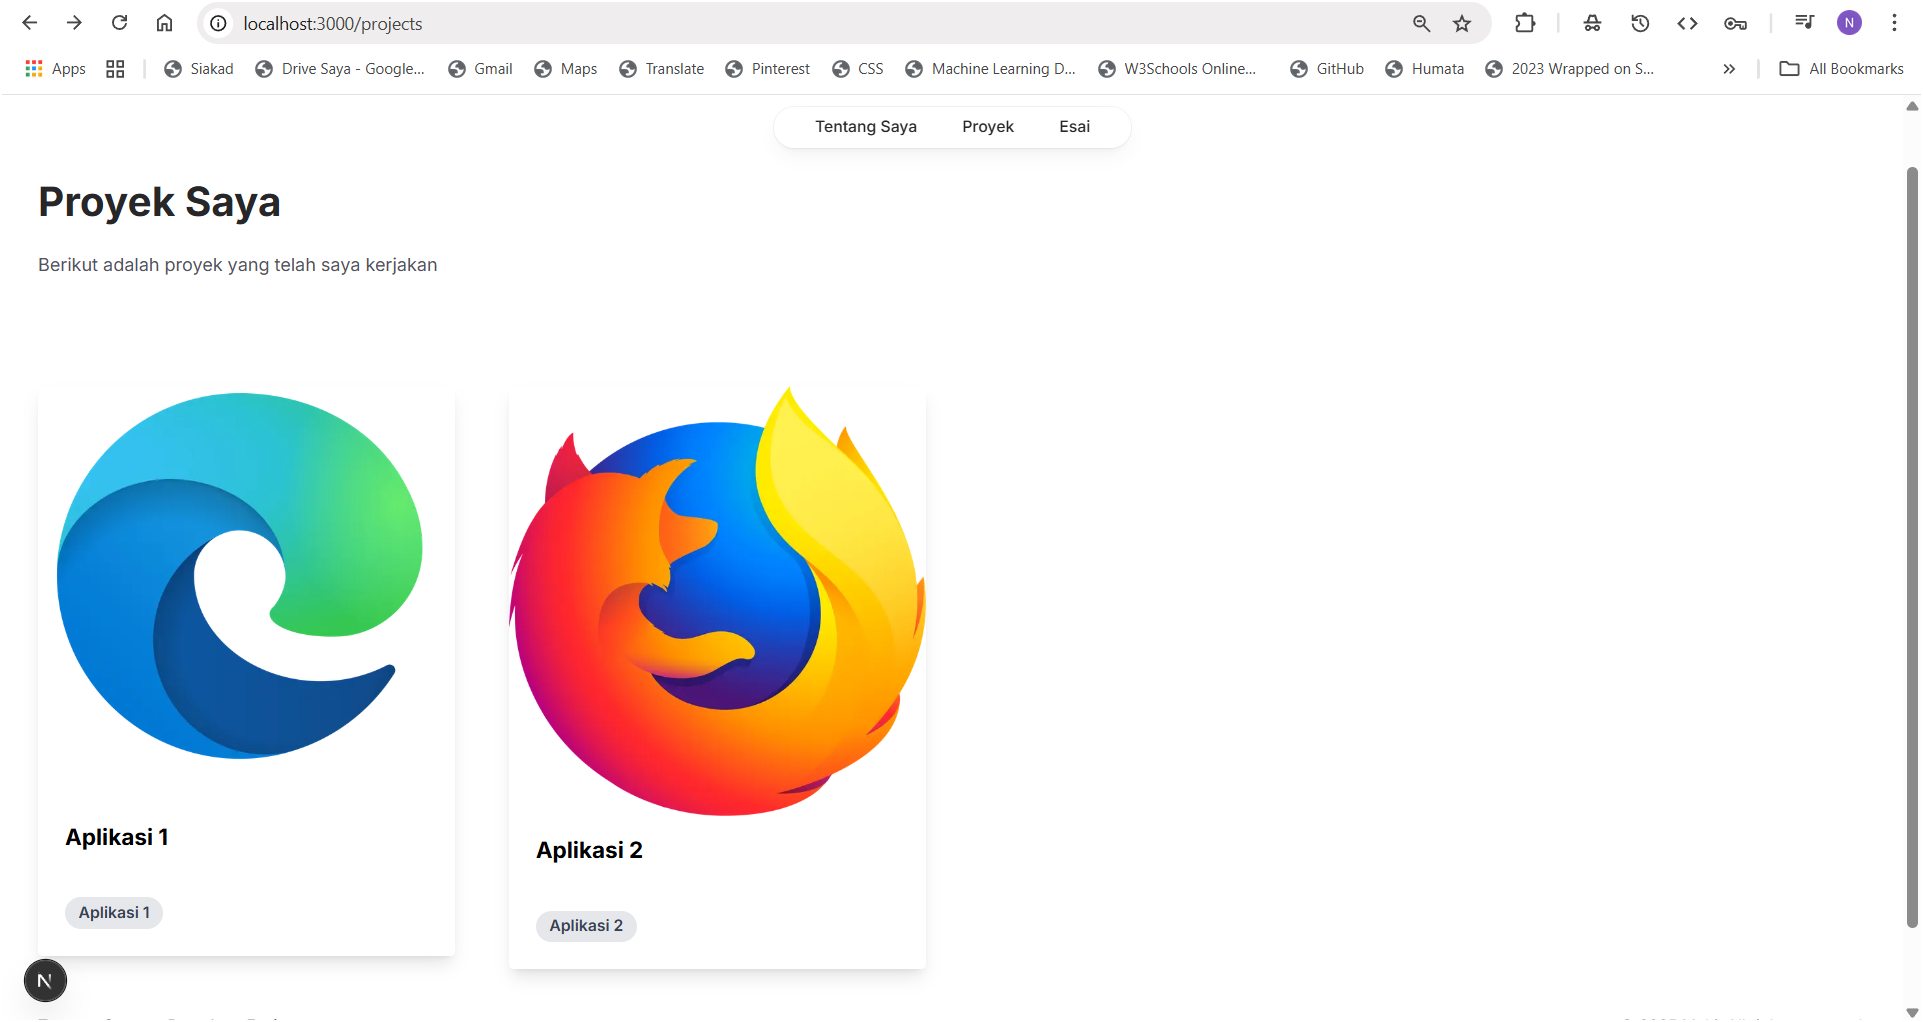 localhost:3000/projects
N
Apps
Siakad
Drive Saya - Google...
Gmail
Maps
Translate
Pinterest
CSS
Machine Learning D...
W3Schools Online...
GitHub
Humata
2023 Wrapped on S...
All Bookmarks
Tentang Saya
Proyek
Esai
Proyek Saya
Berikut adalah proyek yang telah saya kerjakan
Aplikasi 1
Aplikasi 1
Aplikasi 2
Aplikasi 2
N